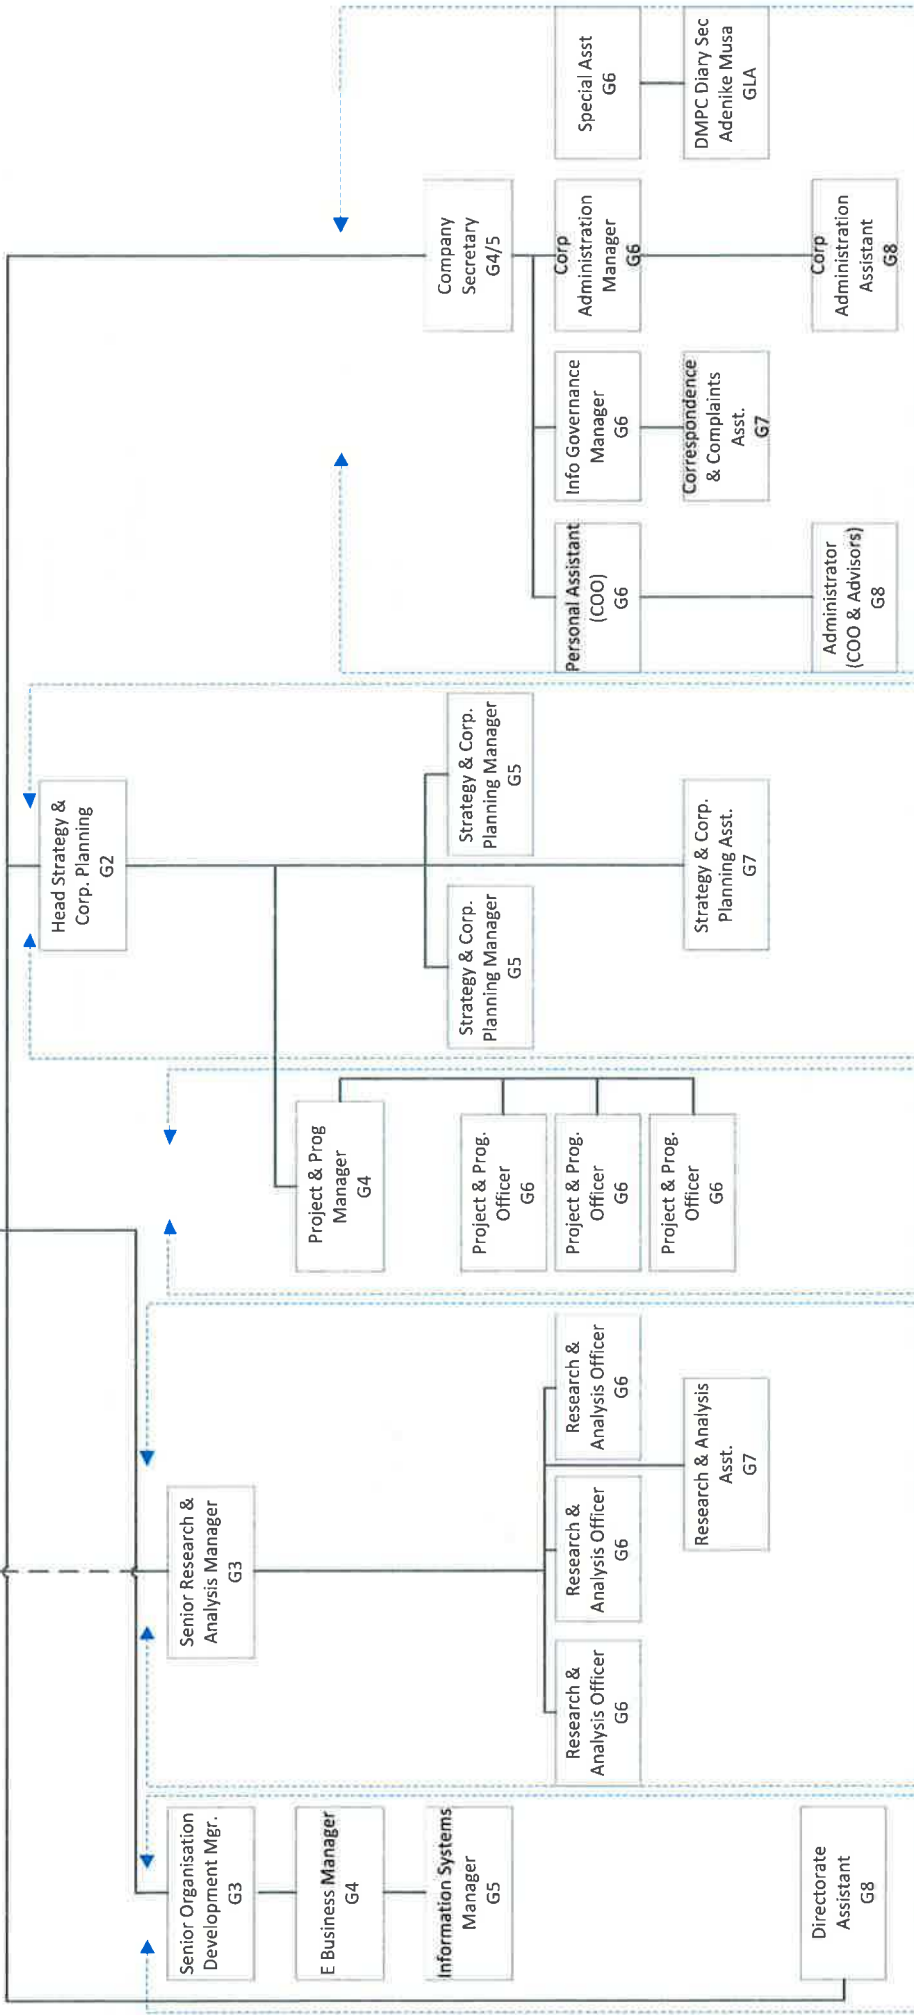 Senior Organisation
Development Mgr.
G3
E Business Manager
G4
Information Systems
Manager
G5
Directorate
Assistant
G8
Senior Research &
Analysis Manager
G3
Research &
Analysis Officer
G6
Research &
Analysis Officer
G6
Research &
Analysis Officer
G6
Research & Analysis
Asst.
G7
Project & Prog
Manager
G4
Project & Prog.
Officer
G6
Project & Prog.
Officer
G6
Project & Prog.
Officer
G6
Head Strategy &
Corp. Planning
G2
Strategy & Corp.
Planning Manager
G5
Strategy & Corp.
Planning Manager
G5
Strategy & Corp.
Planning Asst.
G7
Company
Secretary
G4/5
Personal Assistant
(COO)
G6
Info Governance
Manager
G6
Corp
Administration
Manager
G6
Special Asst
G6
Correspondence
& Complaints
Asst.
G7
DMPC Diary Sec
Adenike Musa
GLA
Administrator
(COO & Advisors)
G8
Corp
Administration
Assistant
G8